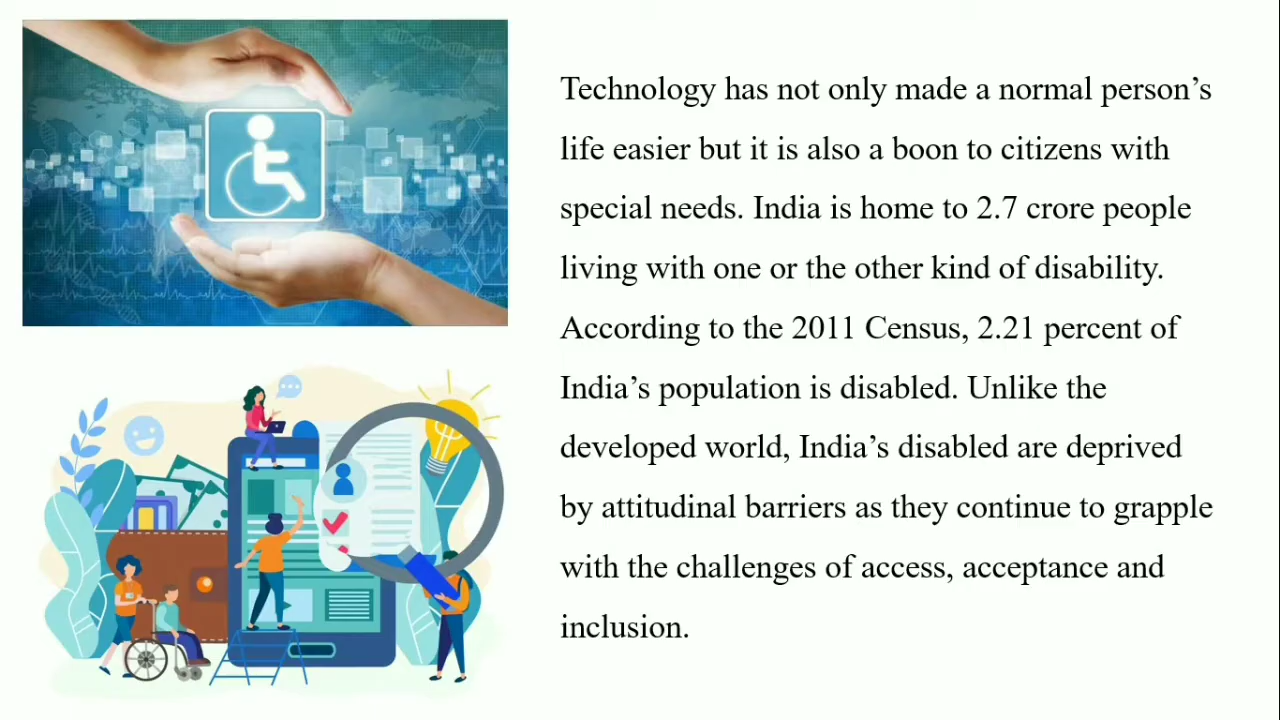 Technology has not only made a normal person’s
life easier but it is also a boon to citizens with
special needs. India is home to 2.7 crore people
living with one or the other kind of disability.
According to the 2011 Census, 2.21 percent of
India’s population is disabled. Unlike the
developed world, India’s disabled are deprived
by attitudinal barriers as they continue to grapple
with the challenges of access, acceptance and
inclusion.